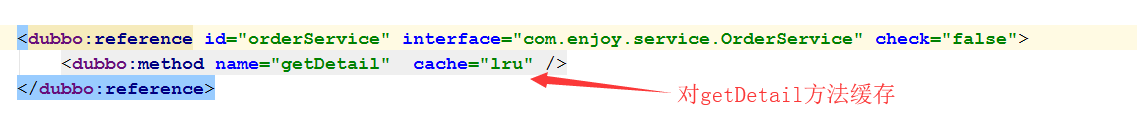 <dubbo:reference id="orderService" interface="com.enjoy.service.OrderService" check="false">
<dubbo:method name="getDetail" cache="lru" />
</dubbo:reference>
对getDetail方法缓存